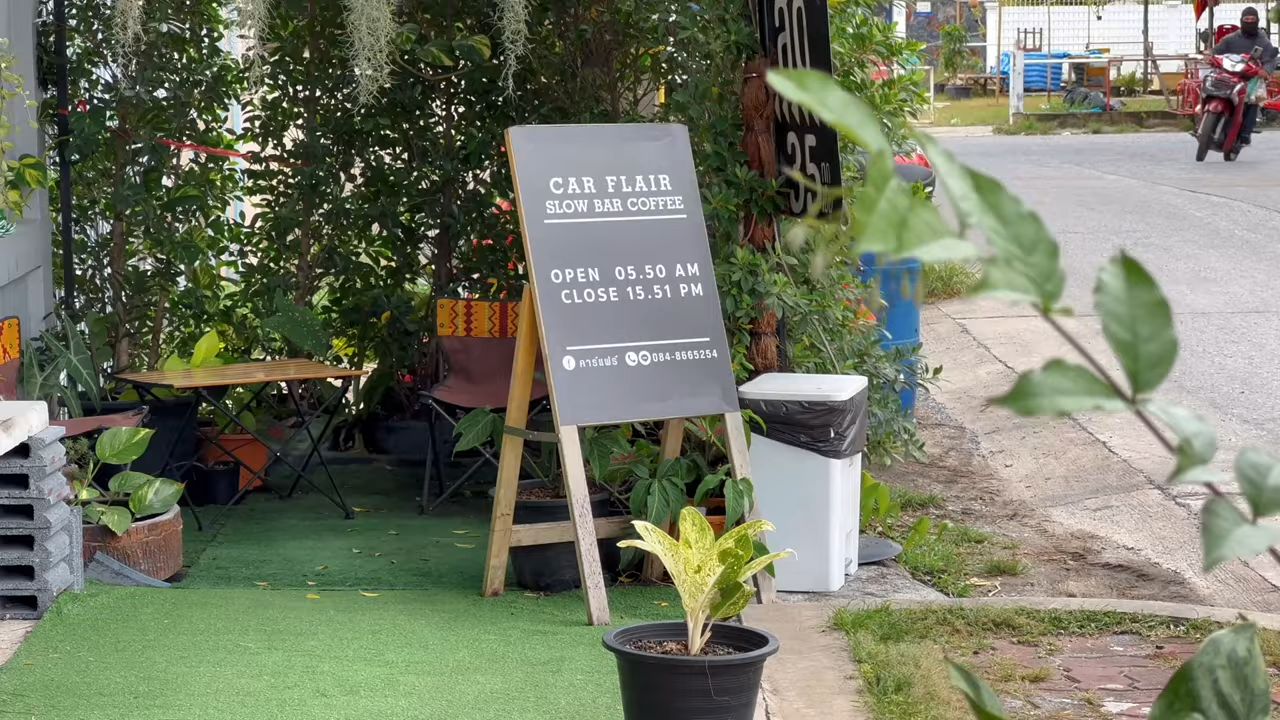 CAR FLAIR
SLOW BAR COFFEE
OPEN 05.50 AM
CLOSE 15.51 PM
คาร์แฟร์ 084-8665254
35